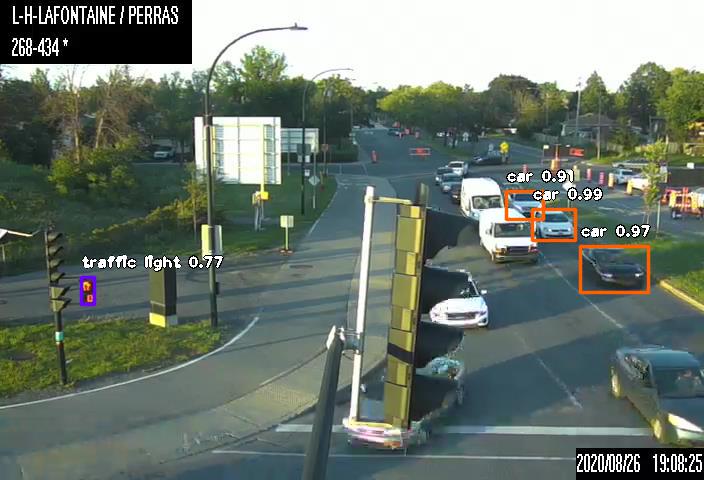 L-H-LAFONTAINE / PERRAS
268-434 *
car 0.91
car 0.99
car 0.97
traffic light 0.77
2020/08/26 19:08:25